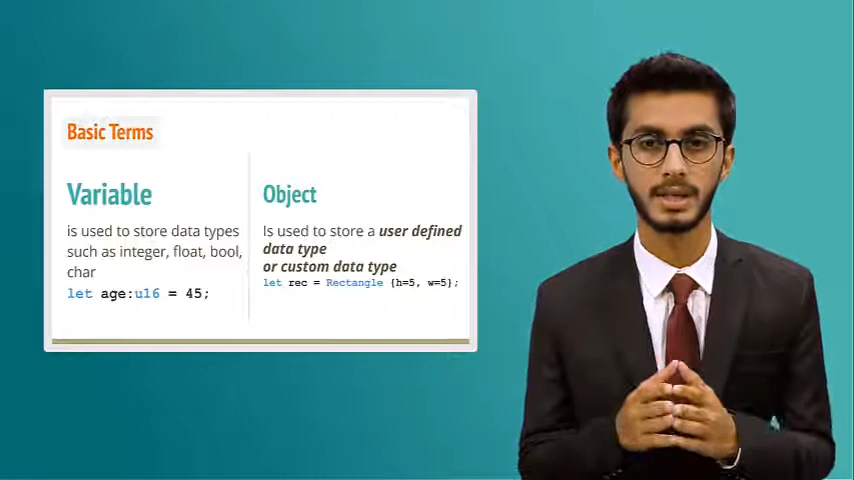 Basic Terms
Variable
is used to store data types
such as integer, float, bool,
char
let age:u16 = 45;
Object
Is used to store a user defined
data type
or custom data type
let rec = Rectangle {h=5, w=5};